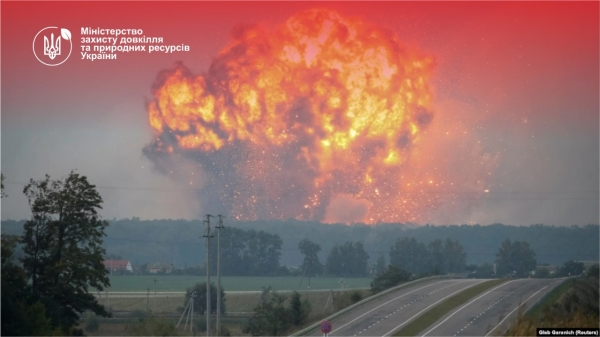 Міністерство
захисту довкілля
та природних ресурсів
України
Gleb Garanich (Reuters)